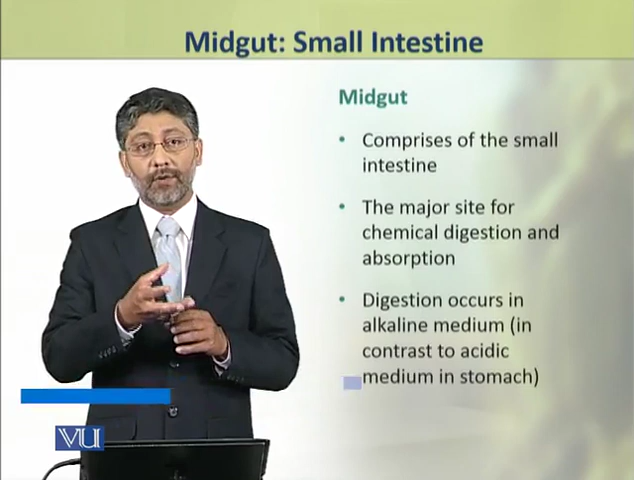 Midgut: Small Intestine
Midgut
• Comprises of the small
intestine
• The major site for
chemical digestion and
absorption
• Digestion occurs in
alkaline medium (in
contrast to acidic
medium in stomach)
VU